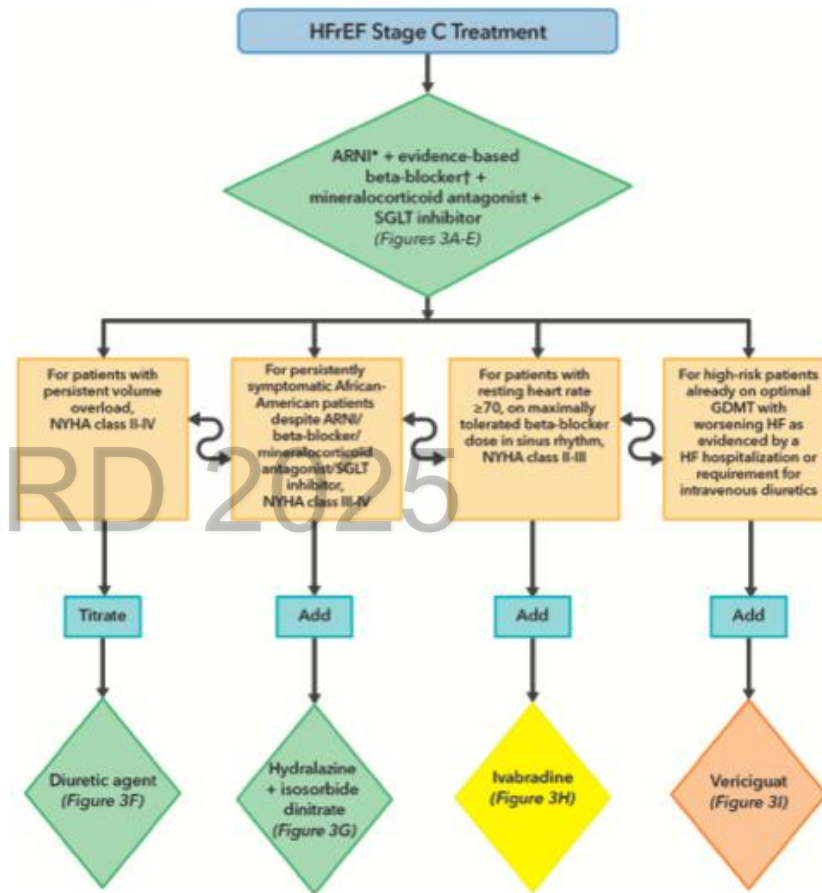 HFrEF Stage C Treatment
ARNI* + evidence-based
beta-blocker† +
mineralocorticoid antagonist +
SGLT inhibitor
(Figures 3A-E)
For patients with
persistent volume
overload,
NYHA class II-IV
For persistently
symptomatic African-
American patients
despite ARNI/
beta-blocker/
mineralocorticoid
antagonist/SGLT
inhibitor,
NYHA class III-IV
For patients with
resting heart rate
≥70, on maximally
tolerated beta-blocker
dose in sinus rhythm,
NYHA class II-III
For high-risk patients
already on optimal
GDMT with
worsening HF as
evidenced by a
HF hospitalization or
requirement for
intravenous diuretics
RD 2025
Titrate
Add
Add
Add
Diuretic agent
(Figure 3F)
Hydralazine
+ isosorbide
dinitrate
(Figure 3G)
Ivabradine
(Figure 3H)
Vericiguat
(Figure 3I)